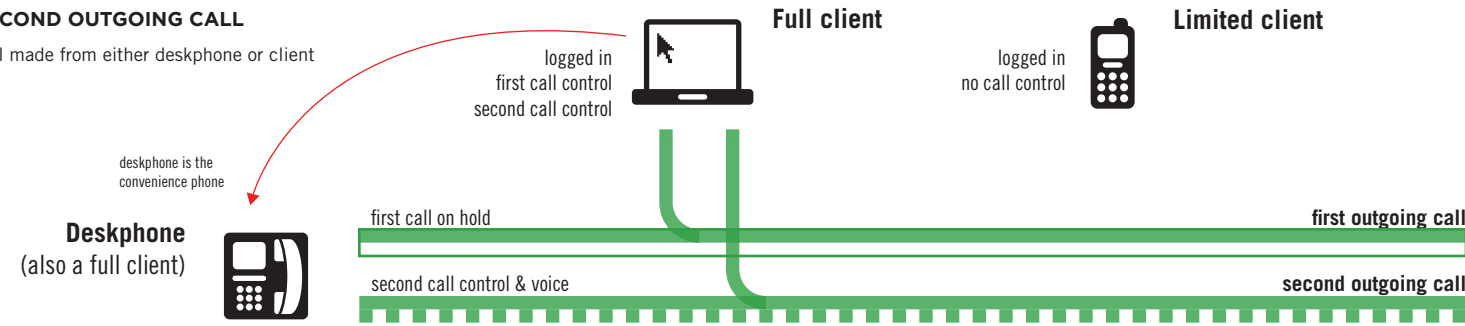 COND OUTGOING CALL
l made from either deskphone or client
Full client
logged in
first call control
second call control
Limited client
logged in
no call control
deskphone is the
convenience phone
Deskphone
(also a full client)
first call on hold
first outgoing call
second call control & voice
second outgoing call